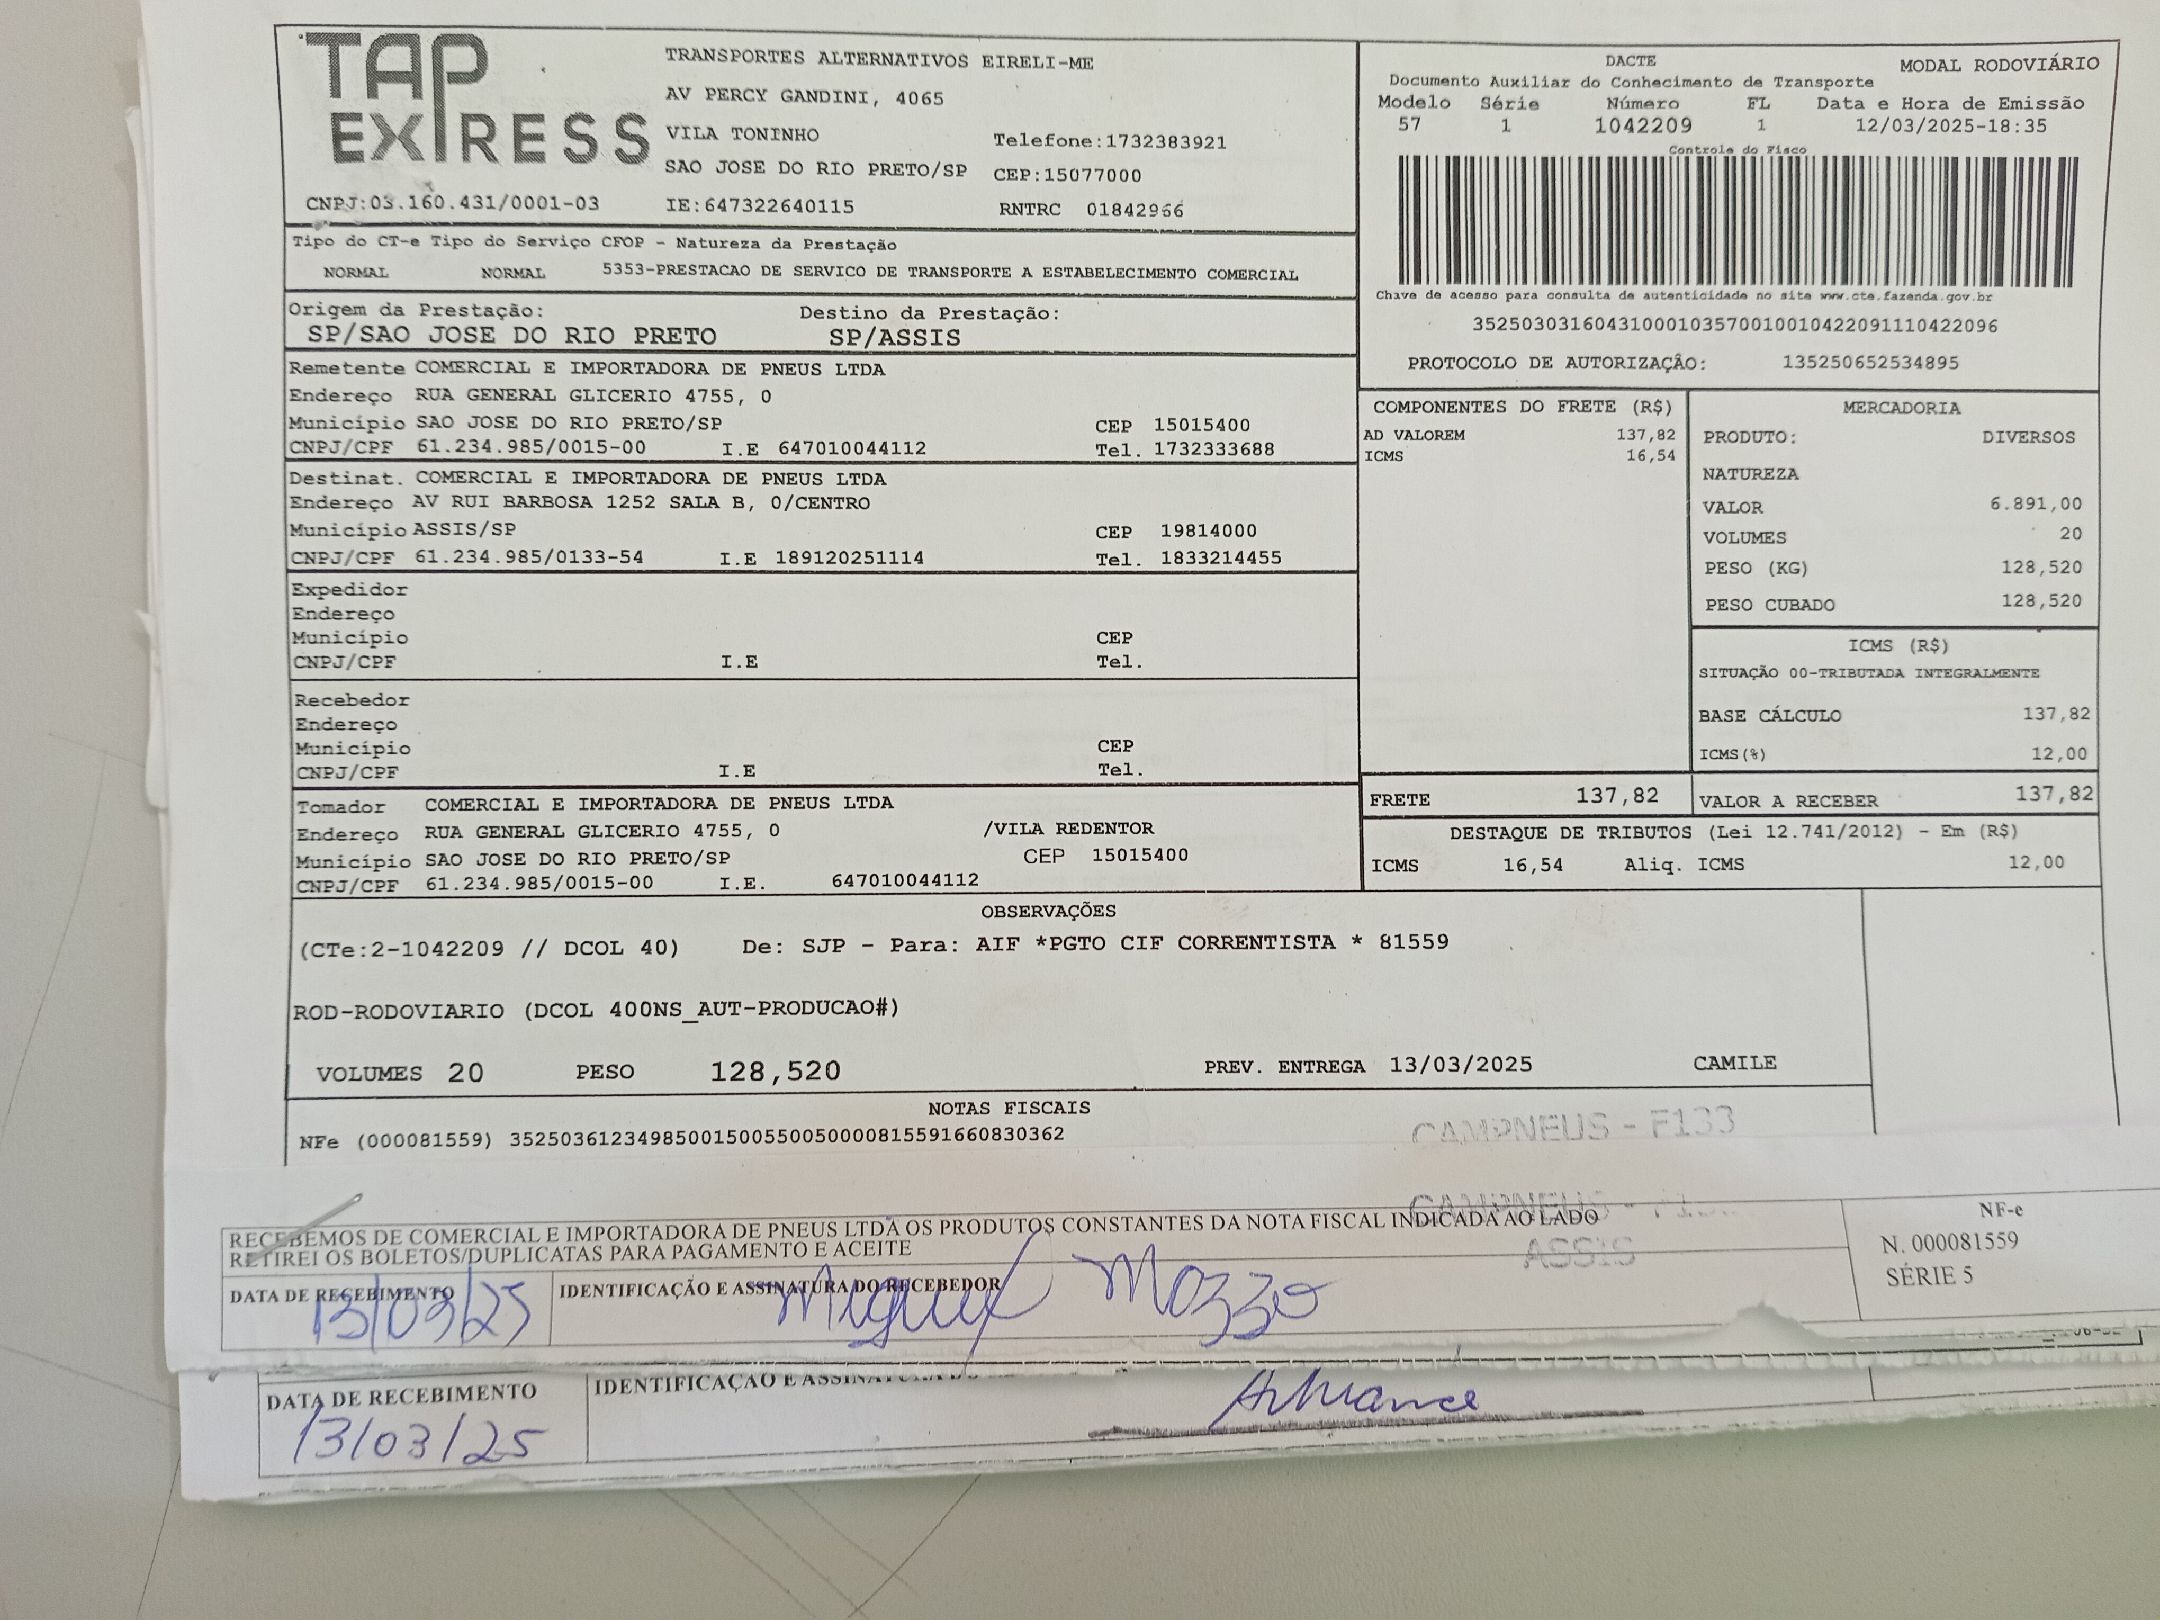 TAP EXPRESS
TRANSPORTES ALTERNATIVOS EIRELI-ME
AV PERCY GANDINI, 4065
VILA TONINHO Telefone:1732383921
SAO JOSE DO RIO PRETO/SP CEP:15077000
CNPJ:03.160.431/0001-03 IE:647322640115 RNTRC 01842966
DACTE MODAL RODOVIÁRIO
Documento Auxiliar do Conhecimento de Transporte
Modelo Série Número FL Data e Hora de Emissão
57 1 1042209 1 12/03/2025-18:35
Controle do Fisco
Chave de acesso para consulta de autenticidade no site www.cte.fazenda.gov.br
35250303160431000103570010010422091110422096
PROTOCOLO DE AUTORIZAÇÃO: 135250652534895
Tipo do CT-e Tipo do Serviço CFOP - Natureza da Prestação
NORMAL NORMAL 5353-PRESTACAO DE SERVICO DE TRANSPORTE A ESTABELECIMENTO COMERCIAL
Origem da Prestação: Destino da Prestação:
SP/SAO JOSE DO RIO PRETO SP/ASSIS
Remetente COMERCIAL E IMPORTADORA DE PNEUS LTDA
Endereço RUA GENERAL GLICERIO 4755, 0
Município SAO JOSE DO RIO PRETO/SP CEP 15015400
CNPJ/CPF 61.234.985/0015-00 I.E 647010044112 Tel. 1732333688
Destinat. COMERCIAL E IMPORTADORA DE PNEUS LTDA
Endereço AV RUI BARBOSA 1252 SALA B, 0/CENTRO
Município ASSIS/SP CEP 19814000
CNPJ/CPF 61.234.985/0133-54 I.E 189120251114 Tel. 1833214455
Expedidor
Endereço
Município CEP
CNPJ/CPF I.E Tel.
Recebedor
Endereço
Município CEP
CNPJ/CPF I.E Tel.
Tomador COMERCIAL E IMPORTADORA DE PNEUS LTDA
Endereço RUA GENERAL GLICERIO 4755, 0 /VILA REDENTOR
Município SAO JOSE DO RIO PRETO/SP CEP 15015400
CNPJ/CPF 61.234.985/0015-00 I.E. 647010044112
COMPONENTES DO FRETE (R$)
AD VALOREM 137,82
ICMS 16,54
MERCADORIA
PRODUTO: DIVERSOS
NATUREZA
VALOR 6.891,00
VOLUMES 20
PESO (KG) 128,520
PESO CUBADO 128,520
ICMS (R$)
SITUAÇÃO 00-TRIBUTADA INTEGRALMENTE
BASE CÁLCULO 137,82
ICMS(%) 12,00
FRETE 137,82 VALOR A RECEBER 137,82
DESTAQUE DE TRIBUTOS (Lei 12.741/2012) - Em (R$)
ICMS 16,54 Aliq. ICMS 12,00
OBSERVAÇÕES
(CTe:2-1042209 // DCOL 40) De: SJP - Para: AIF *PGTO CIF CORRENTISTA * 81559
ROD-RODOVIARIO (DCOL 400NS_AUT-PRODUCAO#)
VOLUMES 20 PESO 128,520 PREV. ENTREGA 13/03/2025 CAMILE
NOTAS FISCAIS
NFe (000081559) 35250361234985001500550050000815591660830362
CAMPNEUS - F133
CAMPNEUS -
ASSIS
RECEBEMOS DE COMERCIAL E IMPORTADORA DE PNEUS LTDA OS PRODUTOS CONSTANTES DA NOTA FISCAL INDICADA AO LADO
RETIREI OS BOLETOS/DUPLICATAS PARA PAGAMENTO E ACEITE
DATA DE RECEBIMENTO IDENTIFICAÇÃO E ASSINATURA DO RECEBEDOR
13/03/25 Miguel Mozzo
NF-e
N. 000081559
SÉRIE 5
DATA DE RECEBIMENTO IDENTIFICAÇÃO E
13/03/25